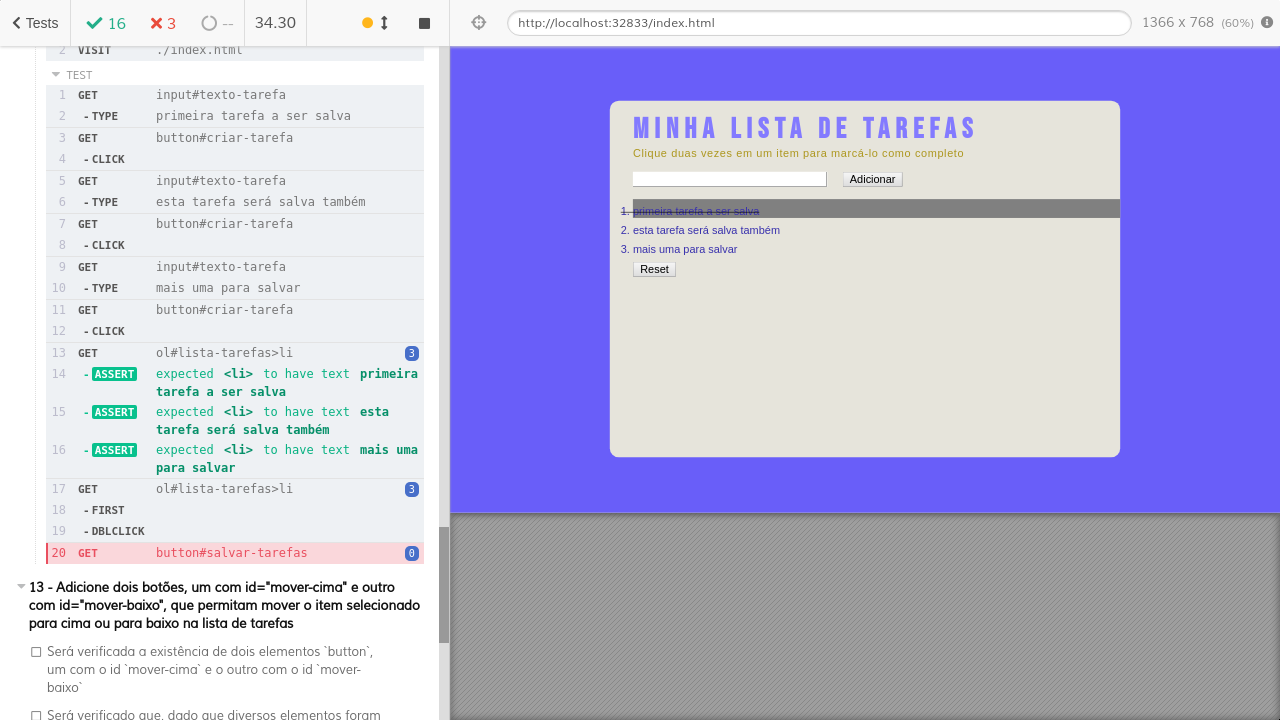 Tests
16
3
--
34.30
http://localhost:32833/index.html
1366 x 768 (60%)
2 VISIT ./index.html
TEST
1 GET input#texto-tarefa
2 -TYPE primeira tarefa a ser salva
3 GET button#criar-tarefa
4 -CLICK
5 GET input#texto-tarefa
6 -TYPE esta tarefa será salva também
7 GET button#criar-tarefa
8 -CLICK
9 GET input#texto-tarefa
10 -TYPE mais uma para salvar
11 GET button#criar-tarefa
12 -CLICK
13 GET ol#lista-tarefas>li 3
14 -ASSERT expected <li> to have text primeira
tarefa a ser salva
15 -ASSERT expected <li> to have text esta
tarefa será salva também
16 -ASSERT expected <li> to have text mais uma
para salvar
17 GET ol#lista-tarefas>li 3
18 -FIRST
19 -DBLCLICK
20 GET button#salvar-tarefas 0
13 - Adicione dois botões, um com id="mover-cima" e outro
com id="mover-baixo", que permitam mover o item selecionado
para cima ou para baixo na lista de tarefas
Será verificada a existência de dois elementos `button`,
um com o id `mover-cima` e o outro com o id `mover-
baixo`
Será verificado que, dado que diversos elementos foram
MINHA LISTA DE TAREFAS
Clique duas vezes em um item para marcá-lo como completo
Adicionar
1. primeira tarefa a ser salva
2. esta tarefa será salva também
3. mais uma para salvar
Reset